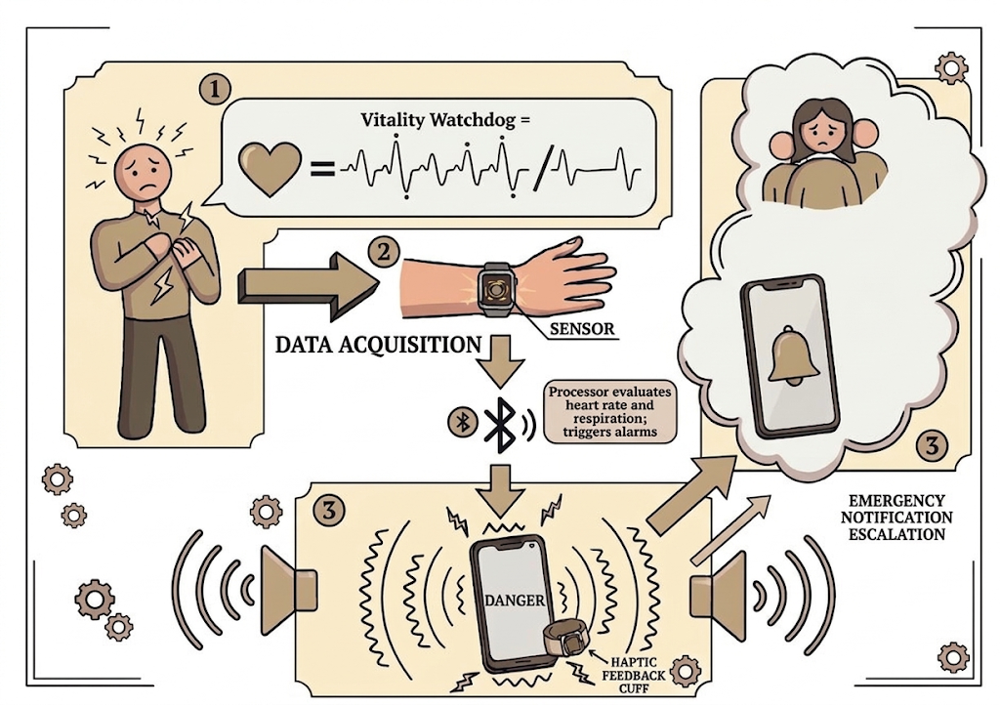 1
Vitality Watchdog =
= /
2
SENSOR
DATA ACQUISITION
Processor evaluates
heart rate and
respiration;
triggers alarms
3
EMERGENCY
NOTIFICATION
ESCALATION
3
DANGER
HAPTIC
FEEDBACK
CUFF